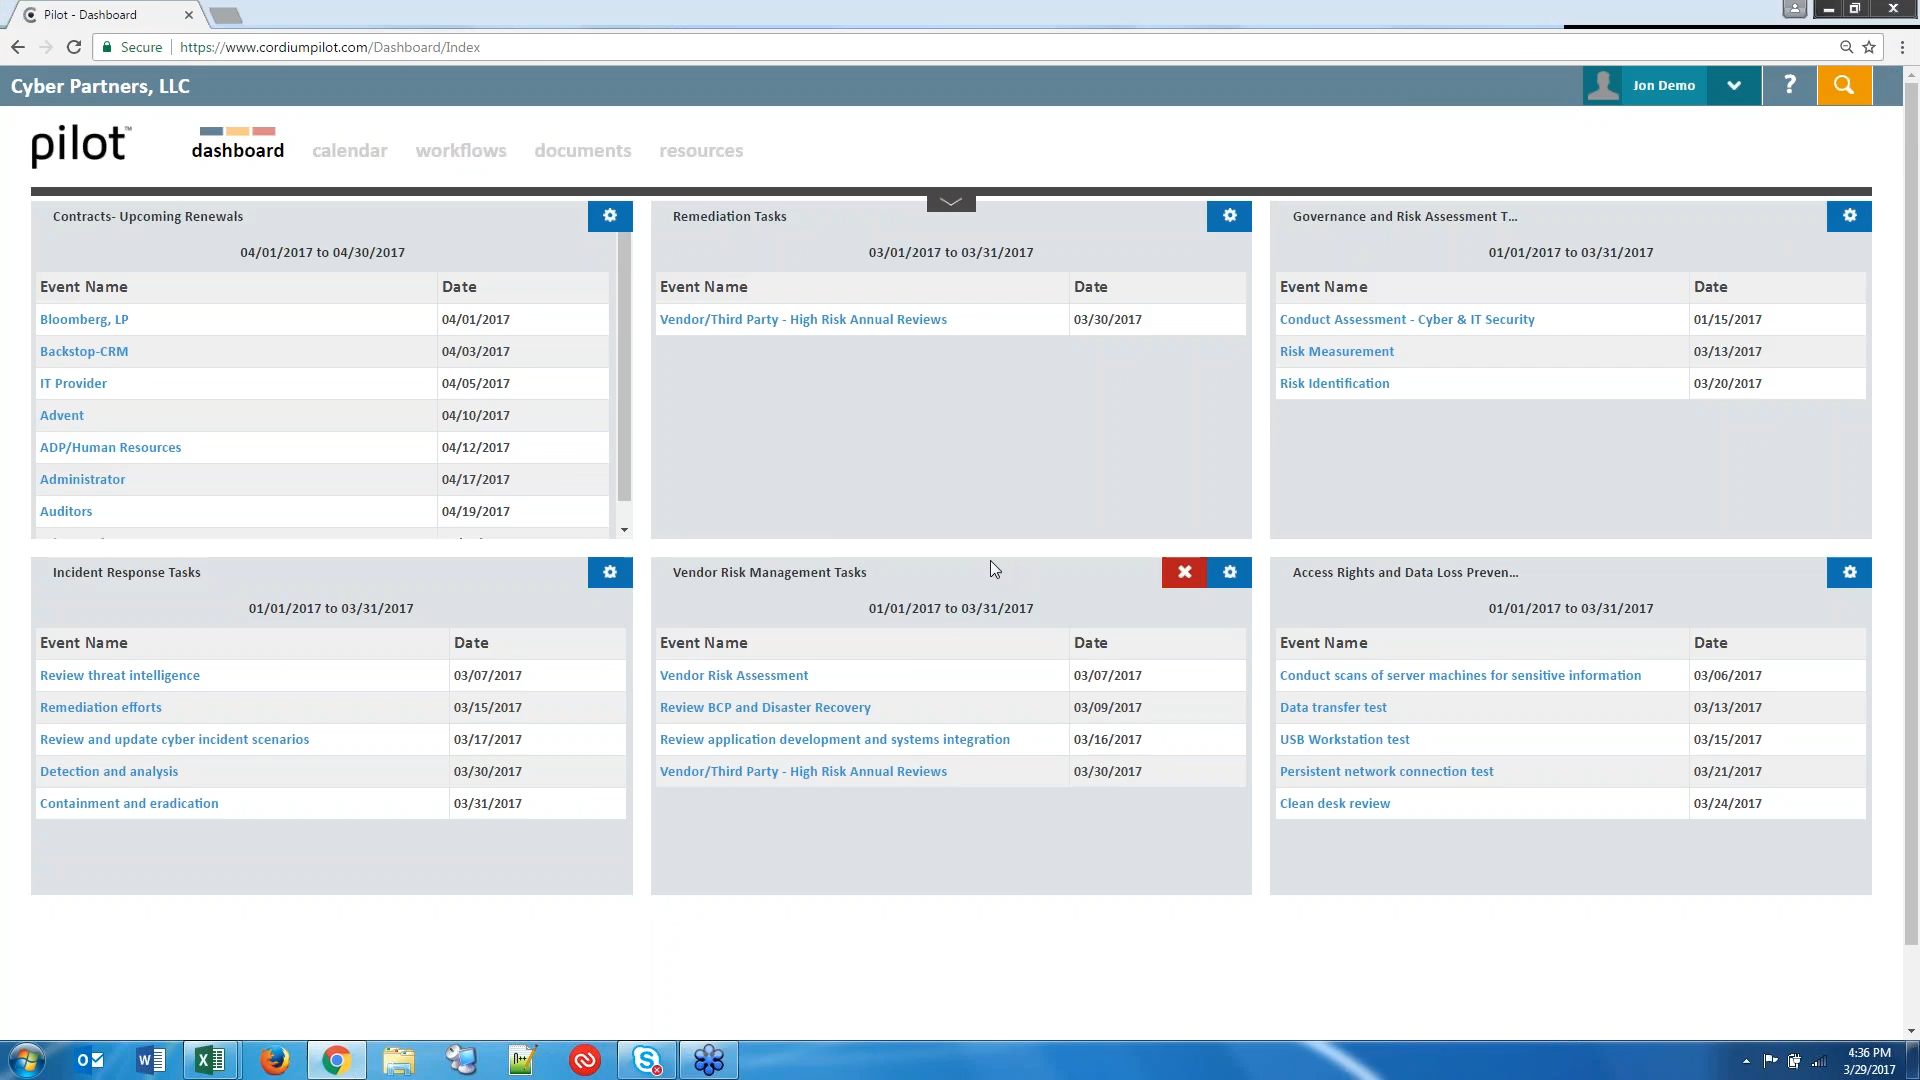 Pilot - Dashboard
Secure https://www.cordiumpilot.com/Dashboard/Index
Cyber Partners, LLC
Jon Demo
?
pilot™
dashboard calendar workflows documents resources
Contracts- Upcoming Renewals
04/01/2017 to 04/30/2017
Event Name Date
Bloomberg, LP 04/01/2017
Backstop-CRM 04/03/2017
IT Provider 04/05/2017
Advent 04/10/2017
ADP/Human Resources 04/12/2017
Administrator 04/17/2017
Auditors 04/19/2017
Remediation Tasks
03/01/2017 to 03/31/2017
Event Name Date
Vendor/Third Party - High Risk Annual Reviews 03/30/2017
Governance and Risk Assessment T...
01/01/2017 to 03/31/2017
Event Name Date
Conduct Assessment - Cyber & IT Security 01/15/2017
Risk Measurement 03/13/2017
Risk Identification 03/20/2017
Incident Response Tasks
01/01/2017 to 03/31/2017
Event Name Date
Review threat intelligence 03/07/2017
Remediation efforts 03/15/2017
Review and update cyber incident scenarios 03/17/2017
Detection and analysis 03/30/2017
Containment and eradication 03/31/2017
Vendor Risk Management Tasks
01/01/2017 to 03/31/2017
Event Name Date
Vendor Risk Assessment 03/07/2017
Review BCP and Disaster Recovery 03/09/2017
Review application development and systems integration 03/16/2017
Vendor/Third Party - High Risk Annual Reviews 03/30/2017
Access Rights and Data Loss Preven...
01/01/2017 to 03/31/2017
Event Name Date
Conduct scans of server machines for sensitive information 03/06/2017
Data transfer test 03/13/2017
USB Workstation test 03/15/2017
Persistent network connection test 03/21/2017
Clean desk review 03/24/2017
4:36 PM
3/29/2017